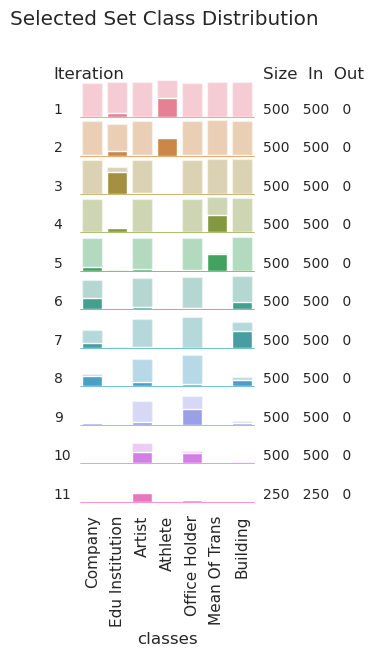 Selected Set Class Distribution
Iteration Size In Out
1 500 500 0
2 500 500 0
3 500 500 0
4 500 500 0
5 500 500 0
6 500 500 0
7 500 500 0
8 500 500 0
9 500 500 0
10 500 500 0
11 250 250 0
Company
Edu Institution
Artist
Athlete
Office Holder
Mean Of Trans
Building
classes